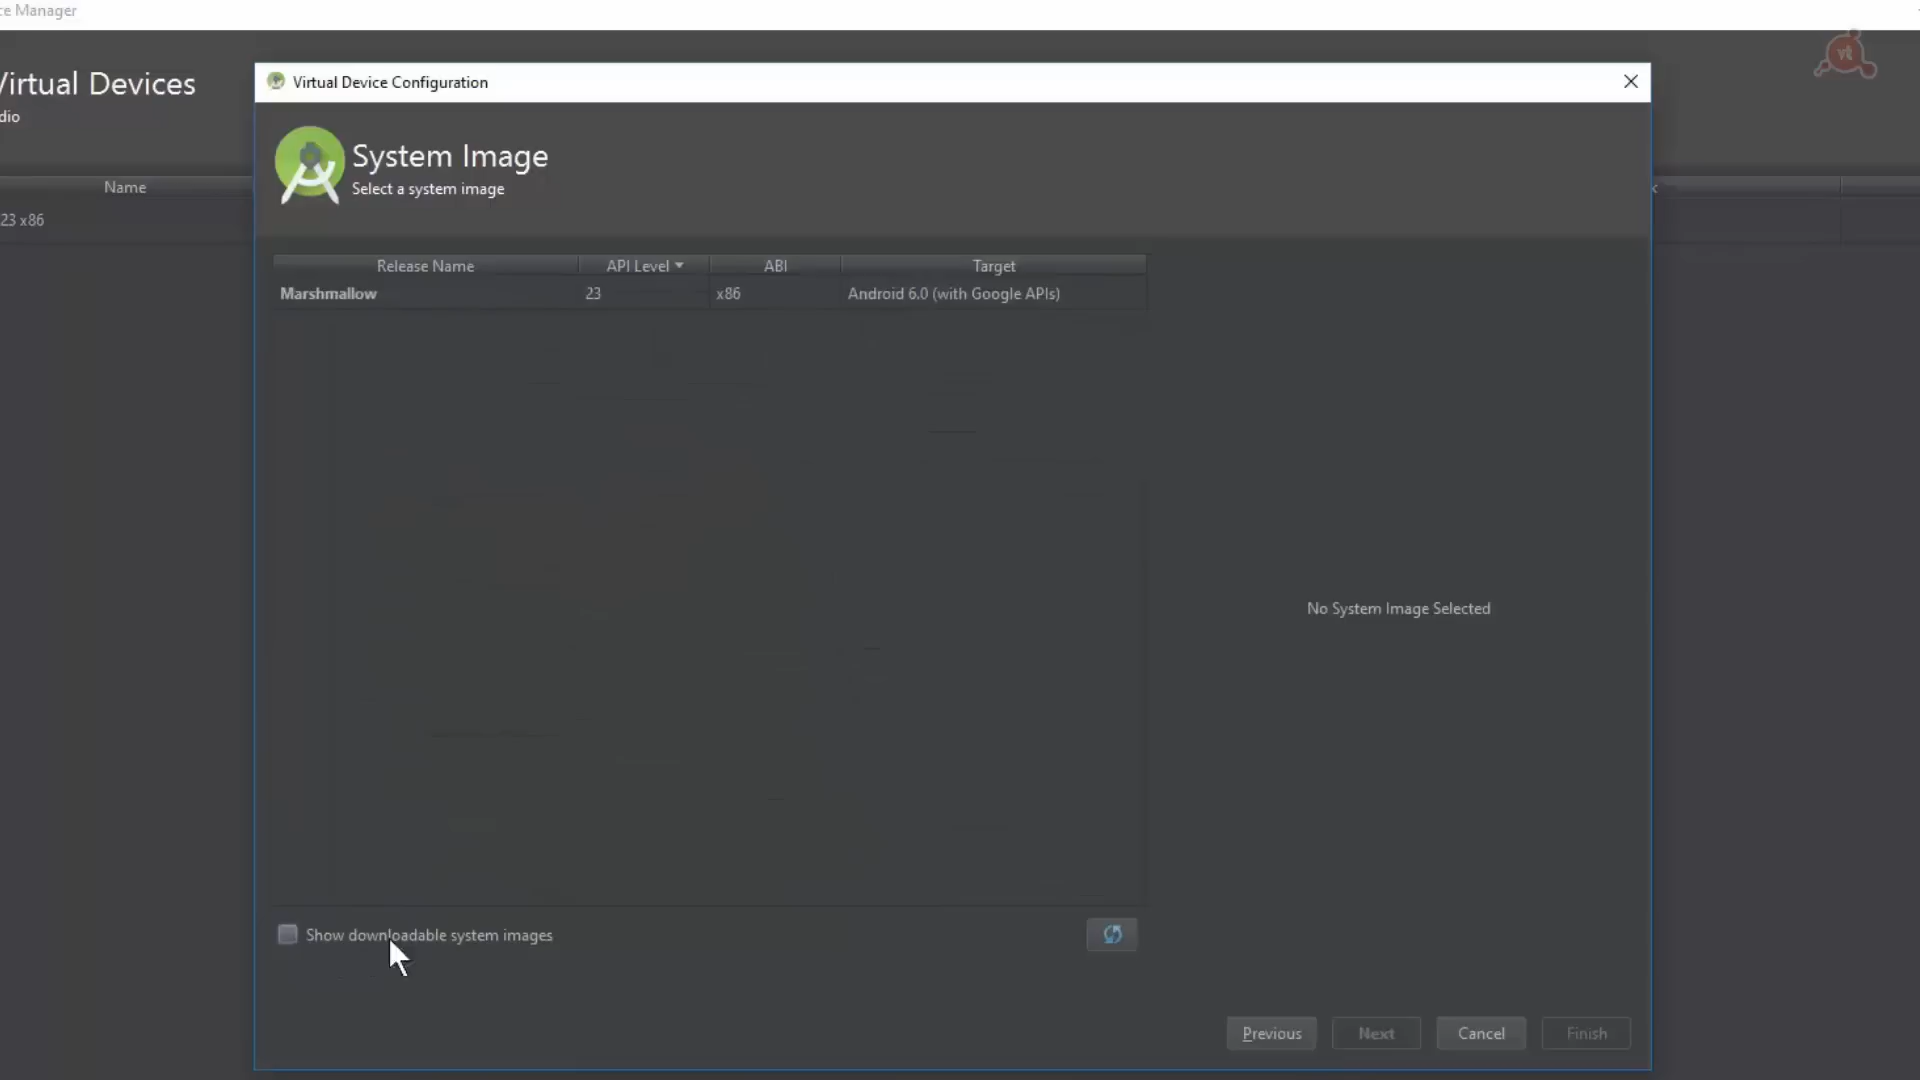 ce Manager
Virtual Devices
dio
Virtual Device Configuration
System Image
Select a system image
Name
23 x86
Release Name API Level ABI Target
Marshmallow 23 x86 Android 6.0 (with Google APIs)
No System Image Selected
Show downloadable system images
Previous Next Cancel Finish